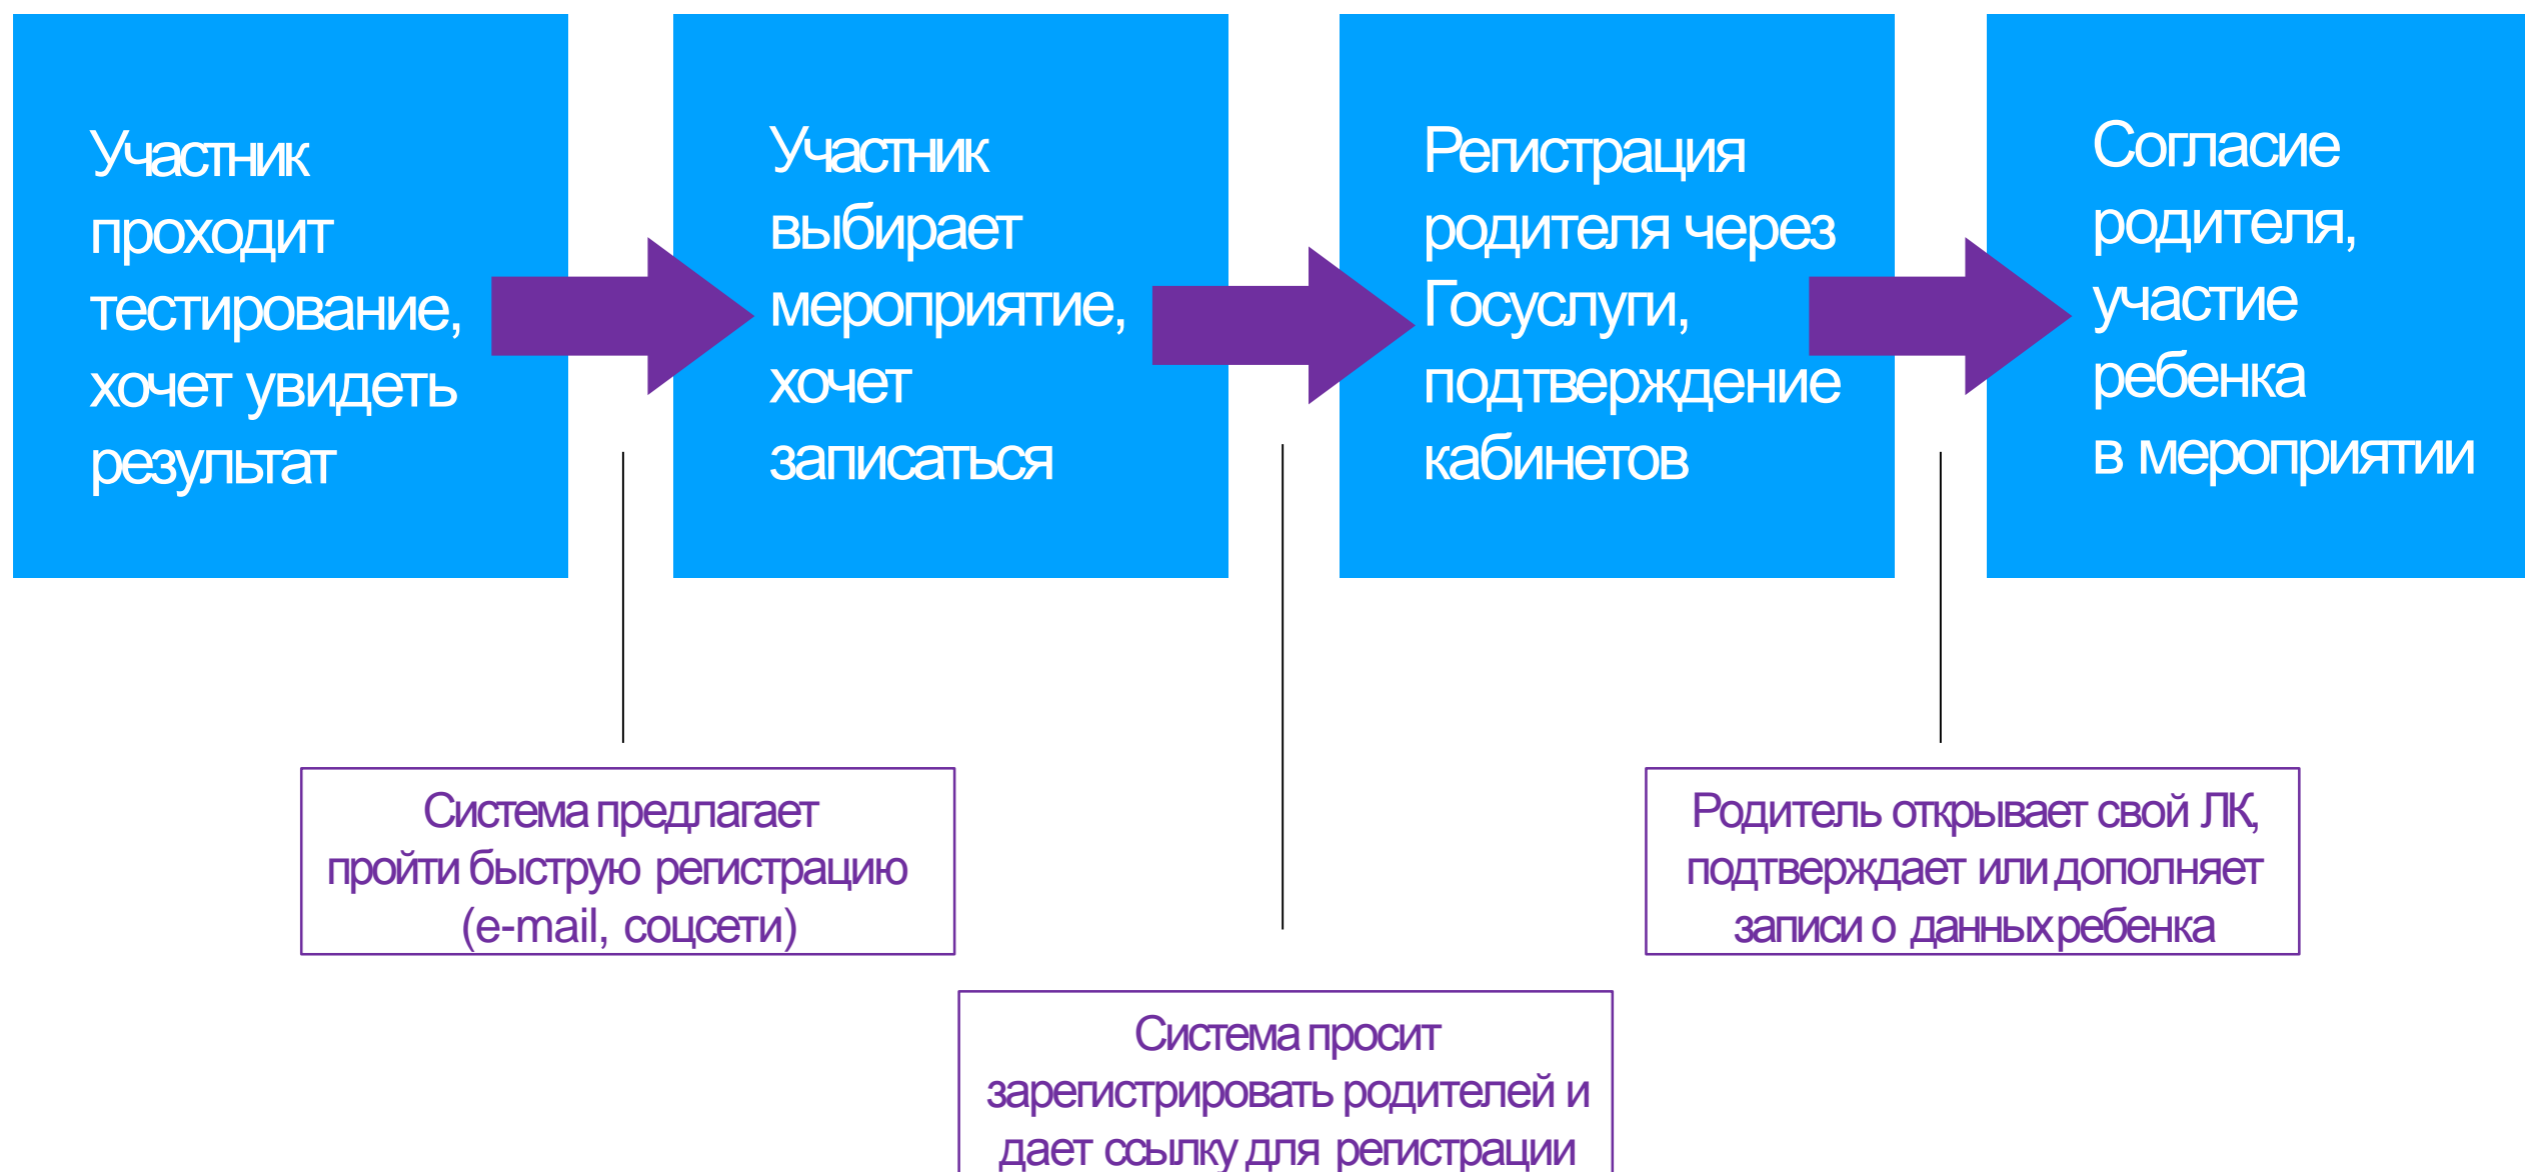 Участник
проходит
тестирование,
хочет увидеть
результат
Участник
выбирает
мероприятие,
хочет
записаться
Регистрация
родителя через
Госуслуги,
подтверждение
кабинетов
Согласие
родителя,
участие
ребенка
в мероприятии
Система предлагает
пройти быструю регистрацию
(e-mail, соцсети)
Система просит
зарегистрировать родителей и
дает ссылку для регистрации
Родитель открывает свой ЛК,
подтверждает или дополняет
записи о данных ребенка